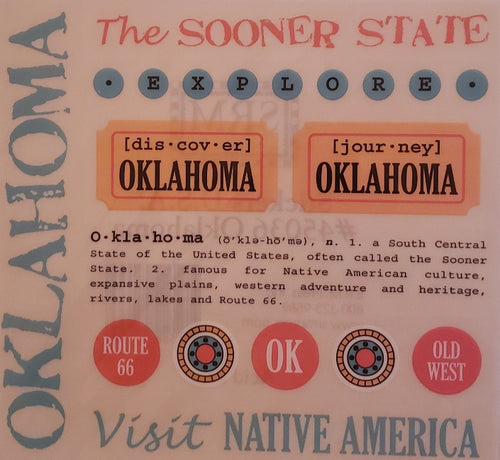 OKLAHOMA
The SOONER STATE
• EXPLORE •
[dis•cov•er]
OKLAHOMA
[jour•ney]
OKLAHOMA
O•kla•ho•ma (ō'klə-hō'mə), n. 1. a South Central
State of the United States, often called the Sooner
State. 2. famous for Native American culture,
expansive plains, western adventure and heritage,
rivers, lakes and Route 66.
ROUTE
66
OK
OLD
WEST
Visit NATIVE AMERICA